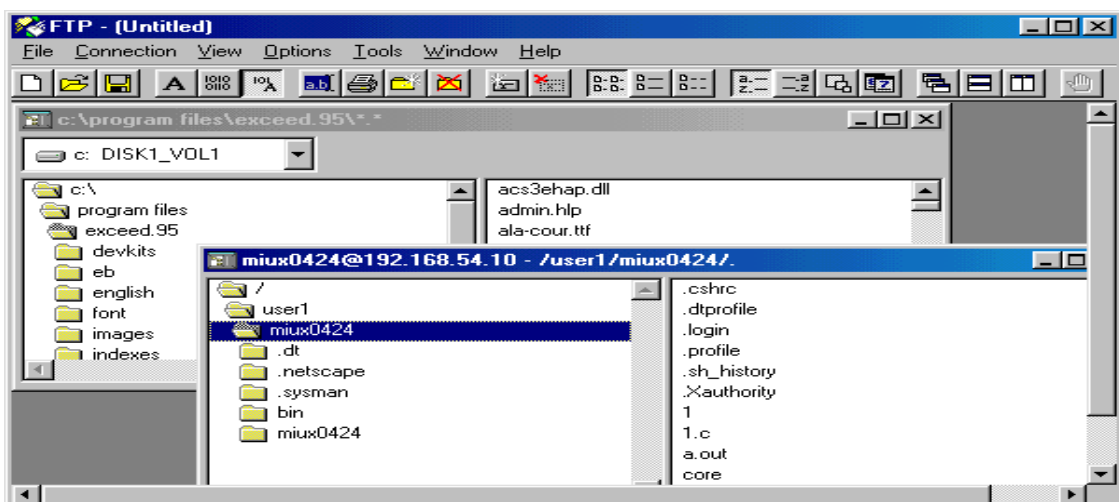 FTP - (Untitled)
File Connection View Options Tools Window Help
c:\program files\exceed.95\*.*
c: DISK1_VOL1
c:\
program files
exceed.95
devkits
eb
english
font
images
indexes
acs3ehap.dll
admin.hlp
ala-cour.ttf
miux0424@192.168.54.10 - /user1/miux0424/.
/
user1
miux0424
.dt
.netscape
.sysman
bin
miux0424
.cshrc
.dtprofile
.login
.profile
.sh_history
.Xauthority
1
1.c
a.out
core